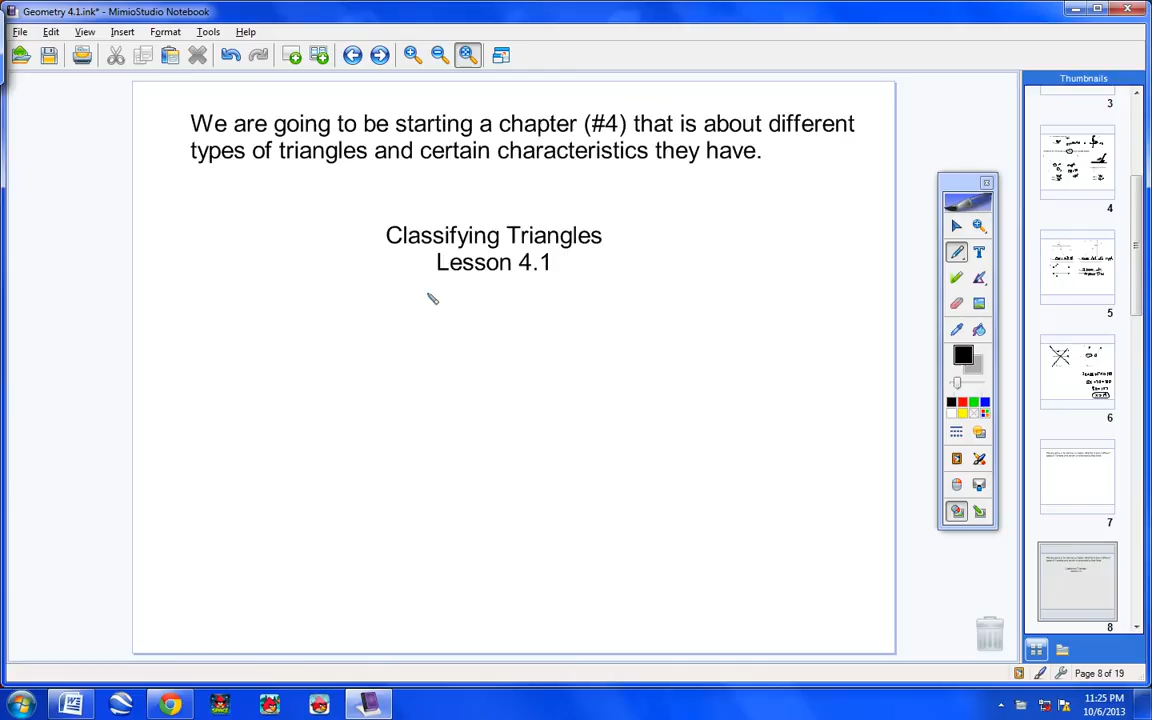 Geometry 4.1.ink* - MimioStudio Notebook
File Edit View Insert Format Tools Help
Thumbnails
We are going to be starting a chapter (#4) that is about different
types of triangles and certain characteristics they have.
Classifying Triangles
Lesson 4.1
3
4
5
6
7
8
Page 8 of 19
11:25 PM
10/6/2013